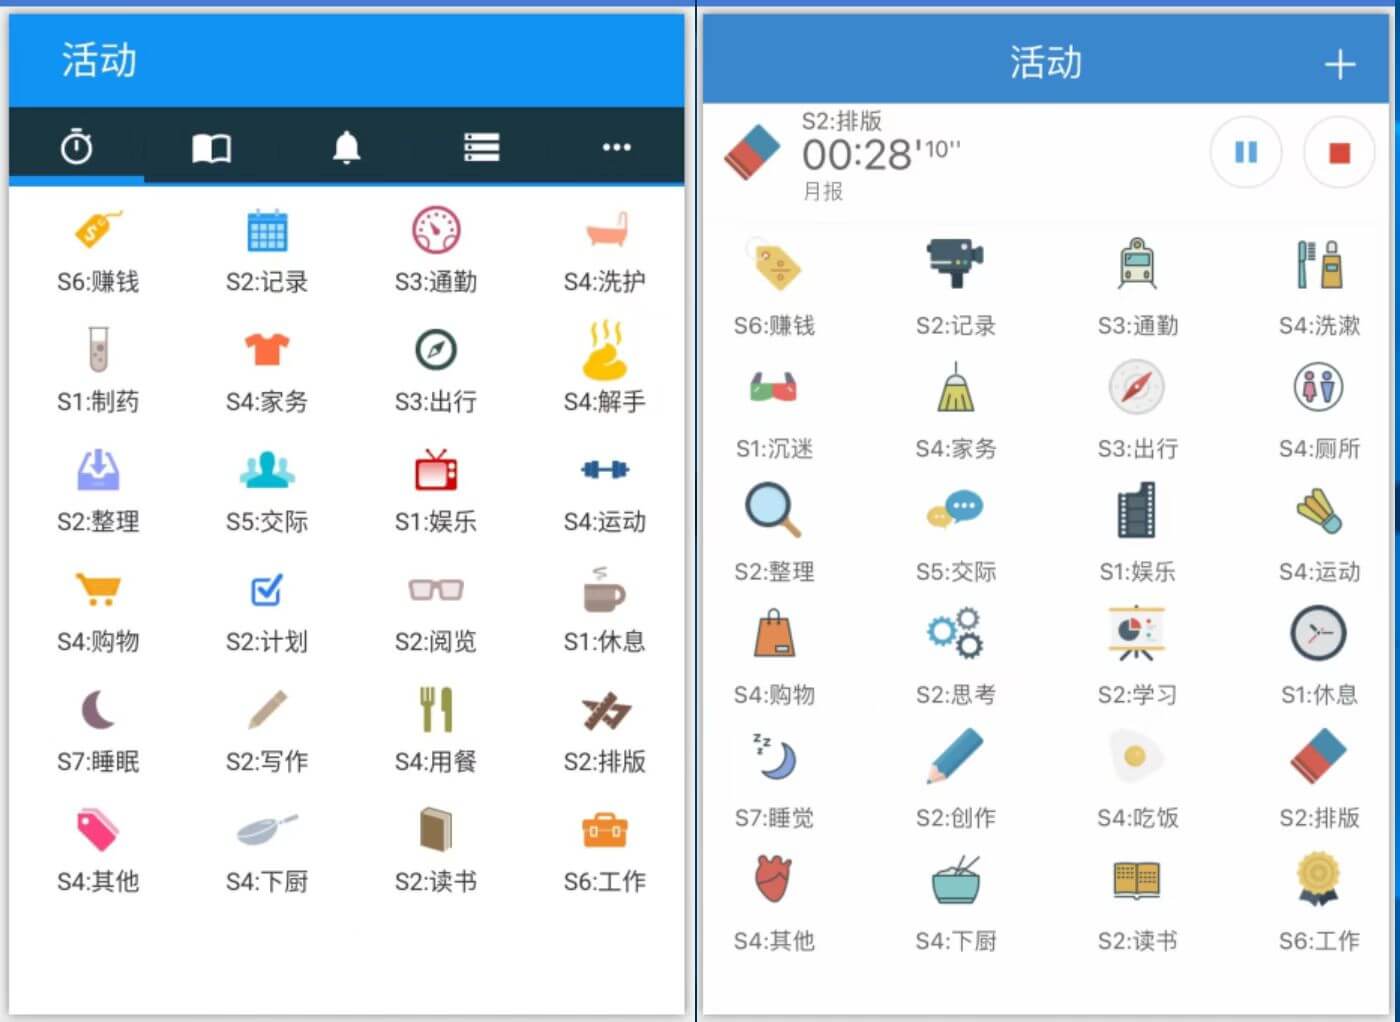 活动
S6:赚钱
S2:记录
S3:通勤
S4:洗护
S1:制药
S4:家务
S3:出行
S4:解手
S2:整理
S5:交际
S1:娱乐
S4:运动
S4:购物
S2:计划
S2:阅览
S1:休息
S7:睡眠
S2:写作
S4:用餐
S2:排版
S4:其他
S4:下厨
S2:读书
S6:工作
活动
S2:排版
00:28'10''
月报
S6:赚钱
S2:记录
S3:通勤
S4:洗漱
S1:沉迷
S4:家务
S3:出行
S4:厕所
S2:整理
S5:交际
S1:娱乐
S4:运动
S4:购物
S2:思考
S2:学习
S1:休息
S7:睡觉
S2:创作
S4:吃饭
S2:排版
S4:其他
S4:下厨
S2:读书
S6:工作